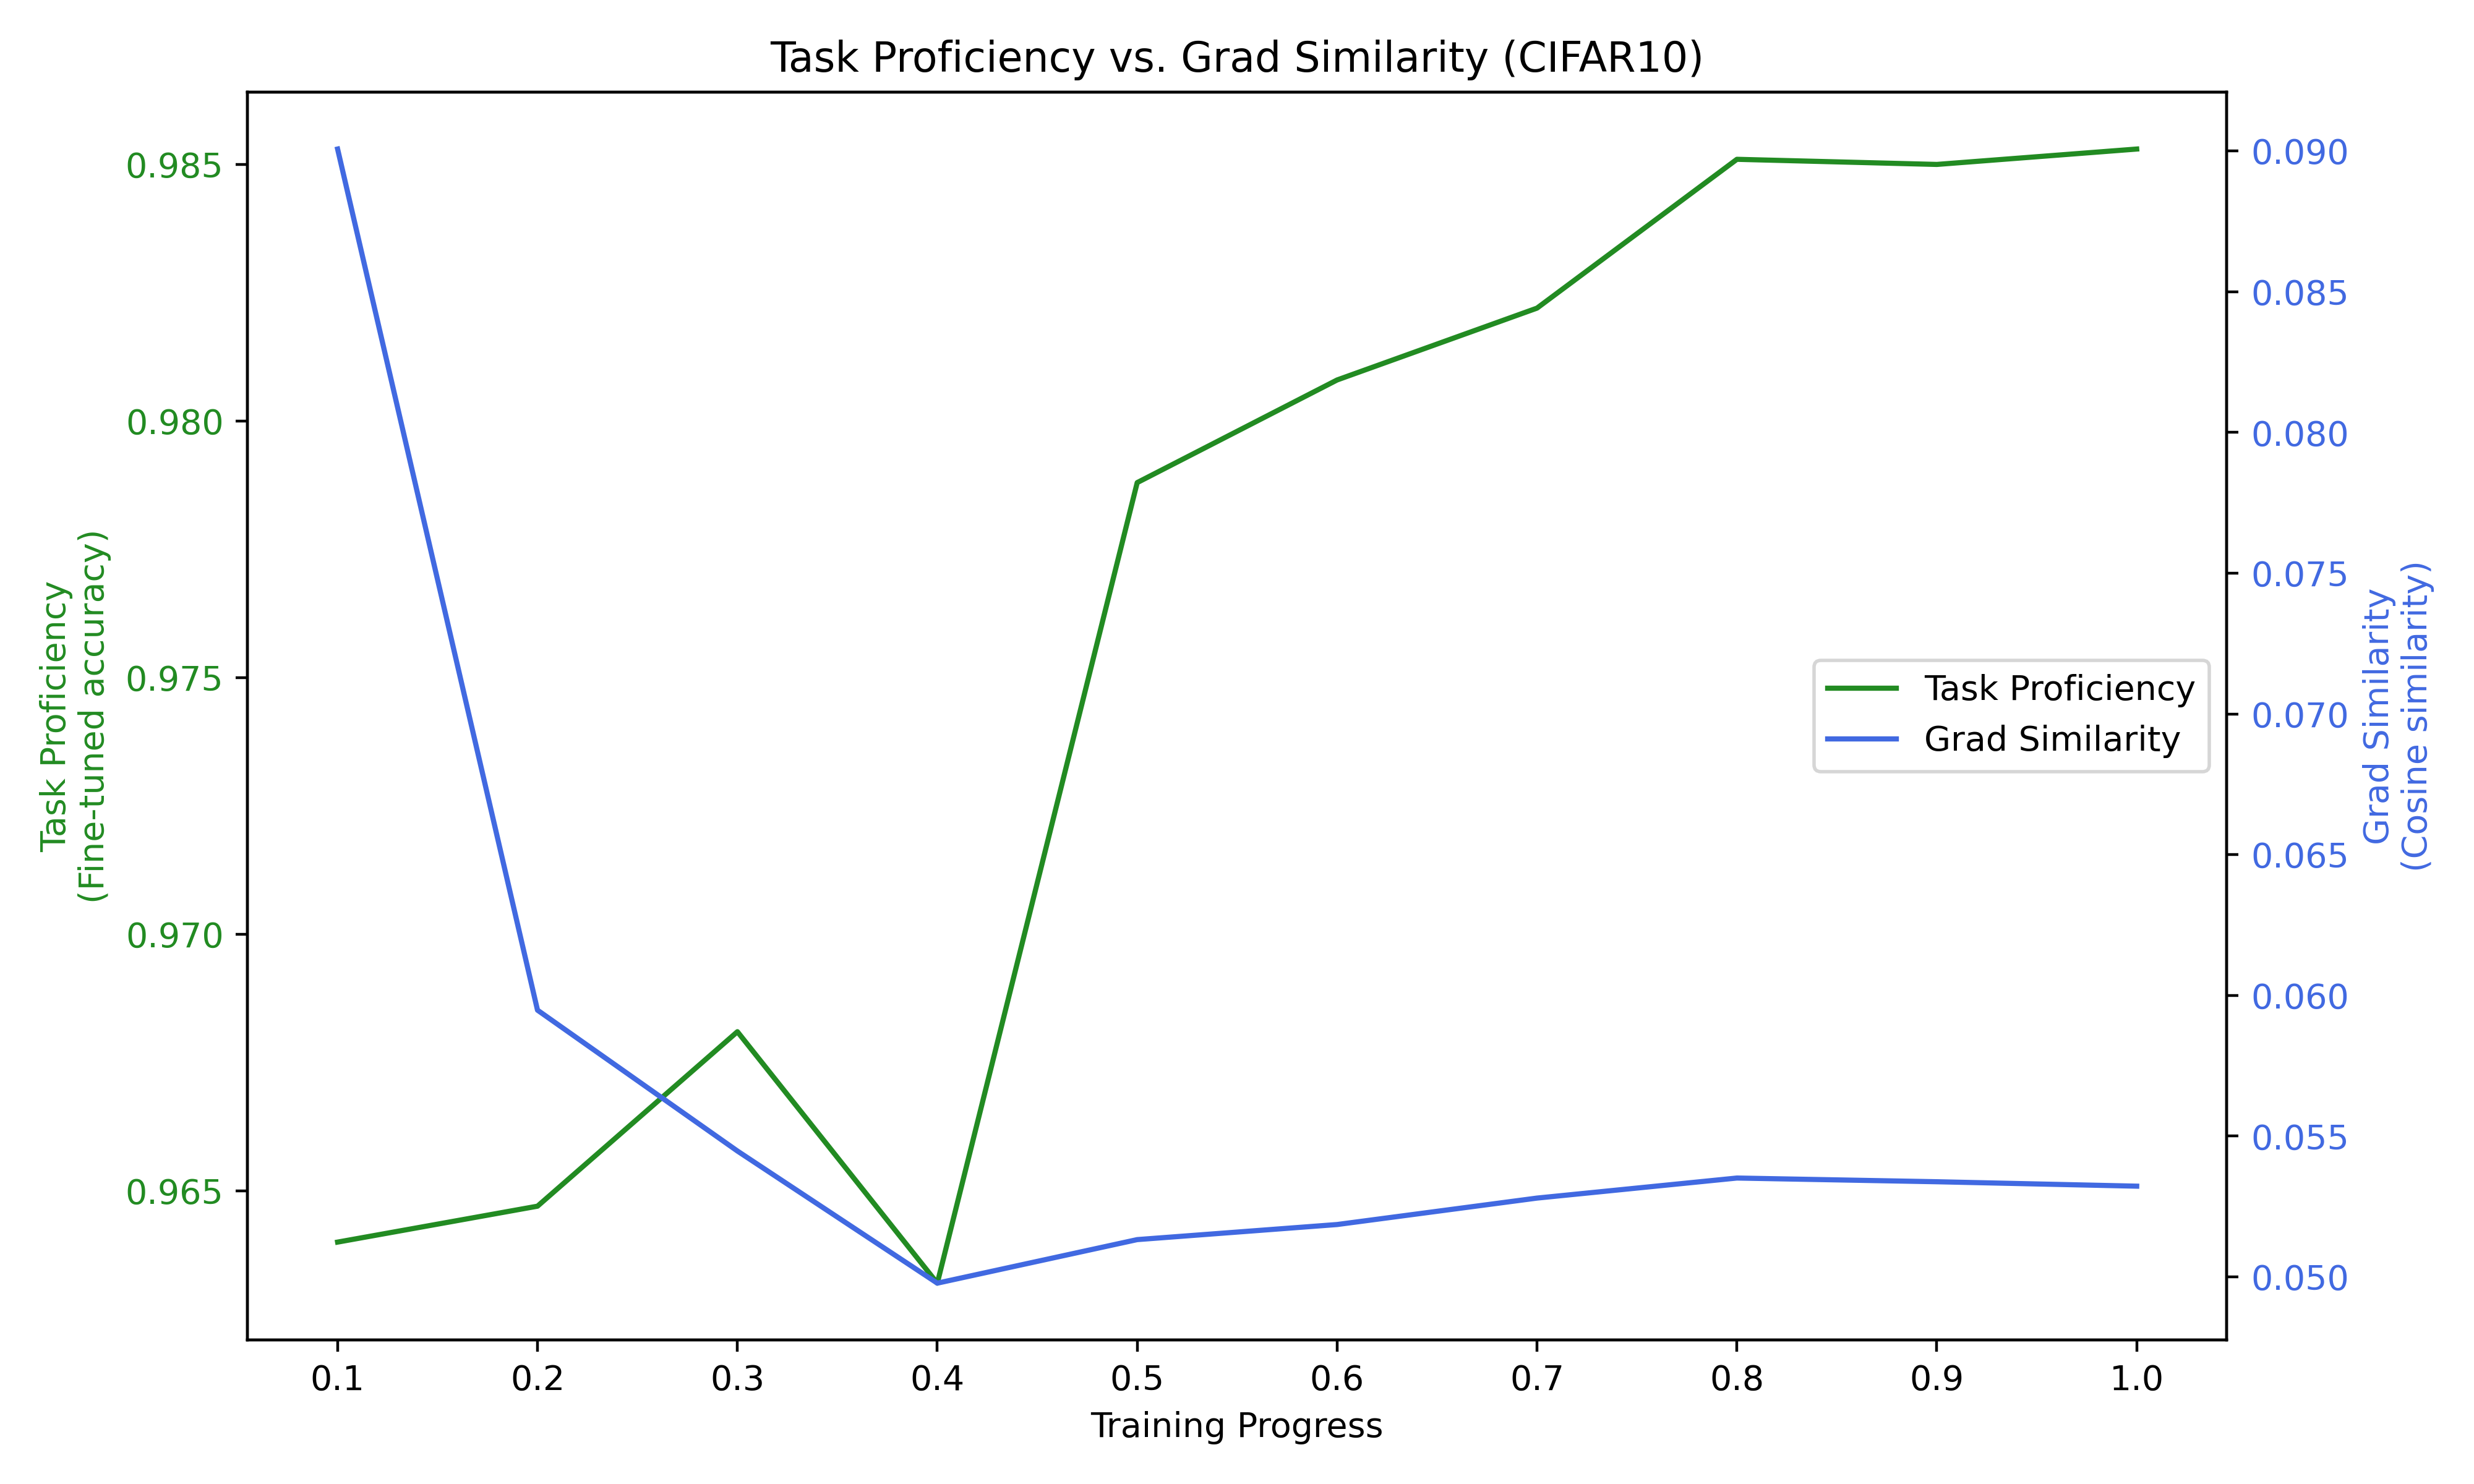 Task Proficiency vs. Grad Similarity (CIFAR10)
Task Proficiency
(Fine-tuned accuracy)
0.985
0.980
0.975
0.970
0.965
0.090
0.085
0.080
0.075
0.070
0.065
0.060
0.055
0.050
Grad Similarity
(Cosine similarity)
Task Proficiency
Grad Similarity
0.1 0.2 0.3 0.4 0.5 0.6 0.7 0.8 0.9 1.0
Training Progress